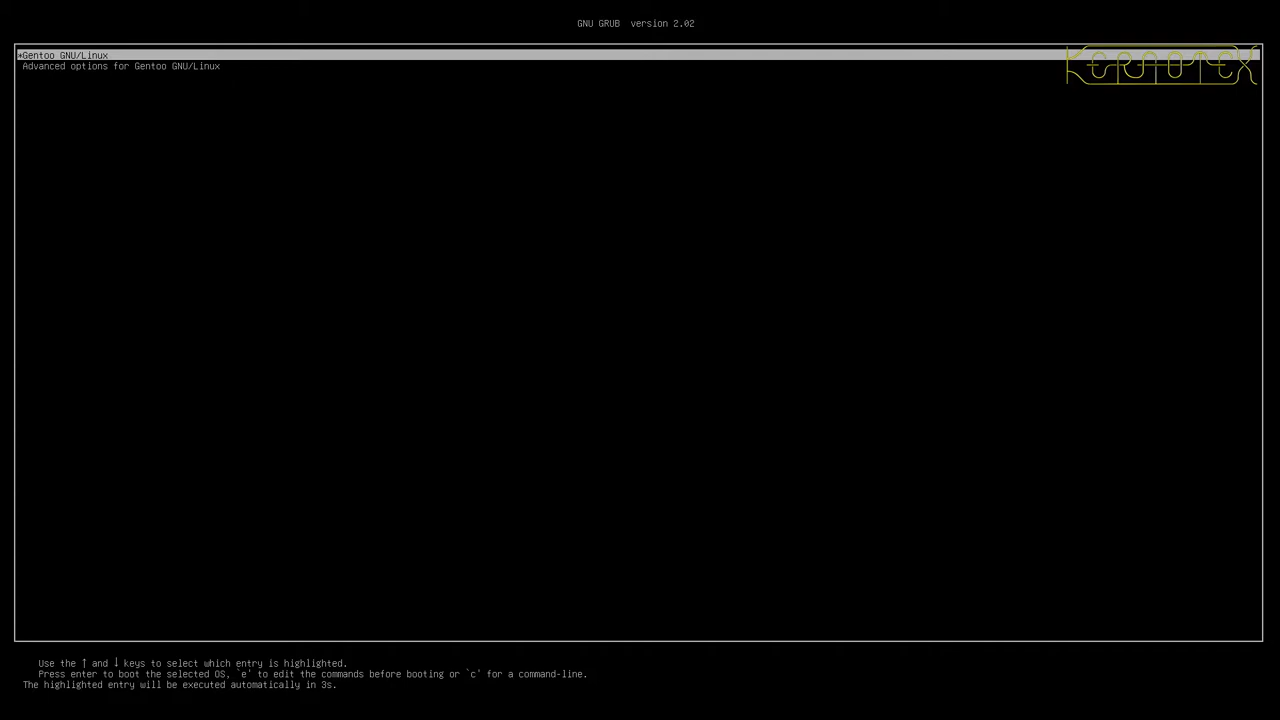 GNU GRUB  version 2.02
*Gentoo GNU/Linux
Advanced options for Gentoo GNU/Linux
Use the ↑ and ↓ keys to select which entry is highlighted.
Press enter to boot the selected OS, `e' to edit the commands before booting or `c' for a command-line.
The highlighted entry will be executed automatically in 3s.